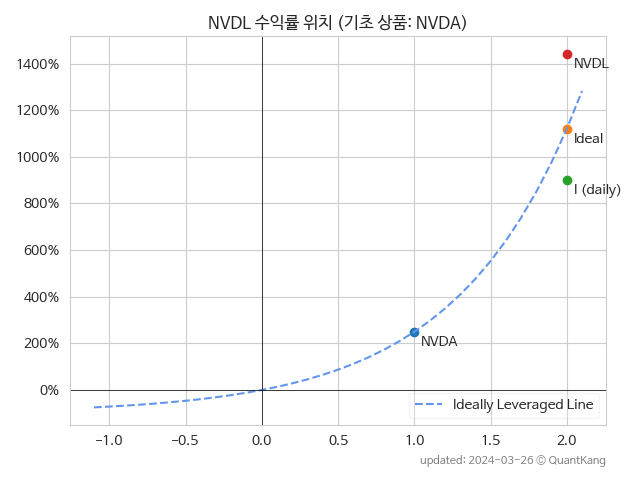 NVDL 수익률 위치 (기초 상품: NVDA)
1400%
1200%
1000%
800%
600%
400%
200%
0%
NVDL
Ideal
I (daily)
NVDA
Ideally Leveraged Line
−1.0
−0.5
0.0
0.5
1.0
1.5
2.0
updated: 2024-03-26 © QuantKang